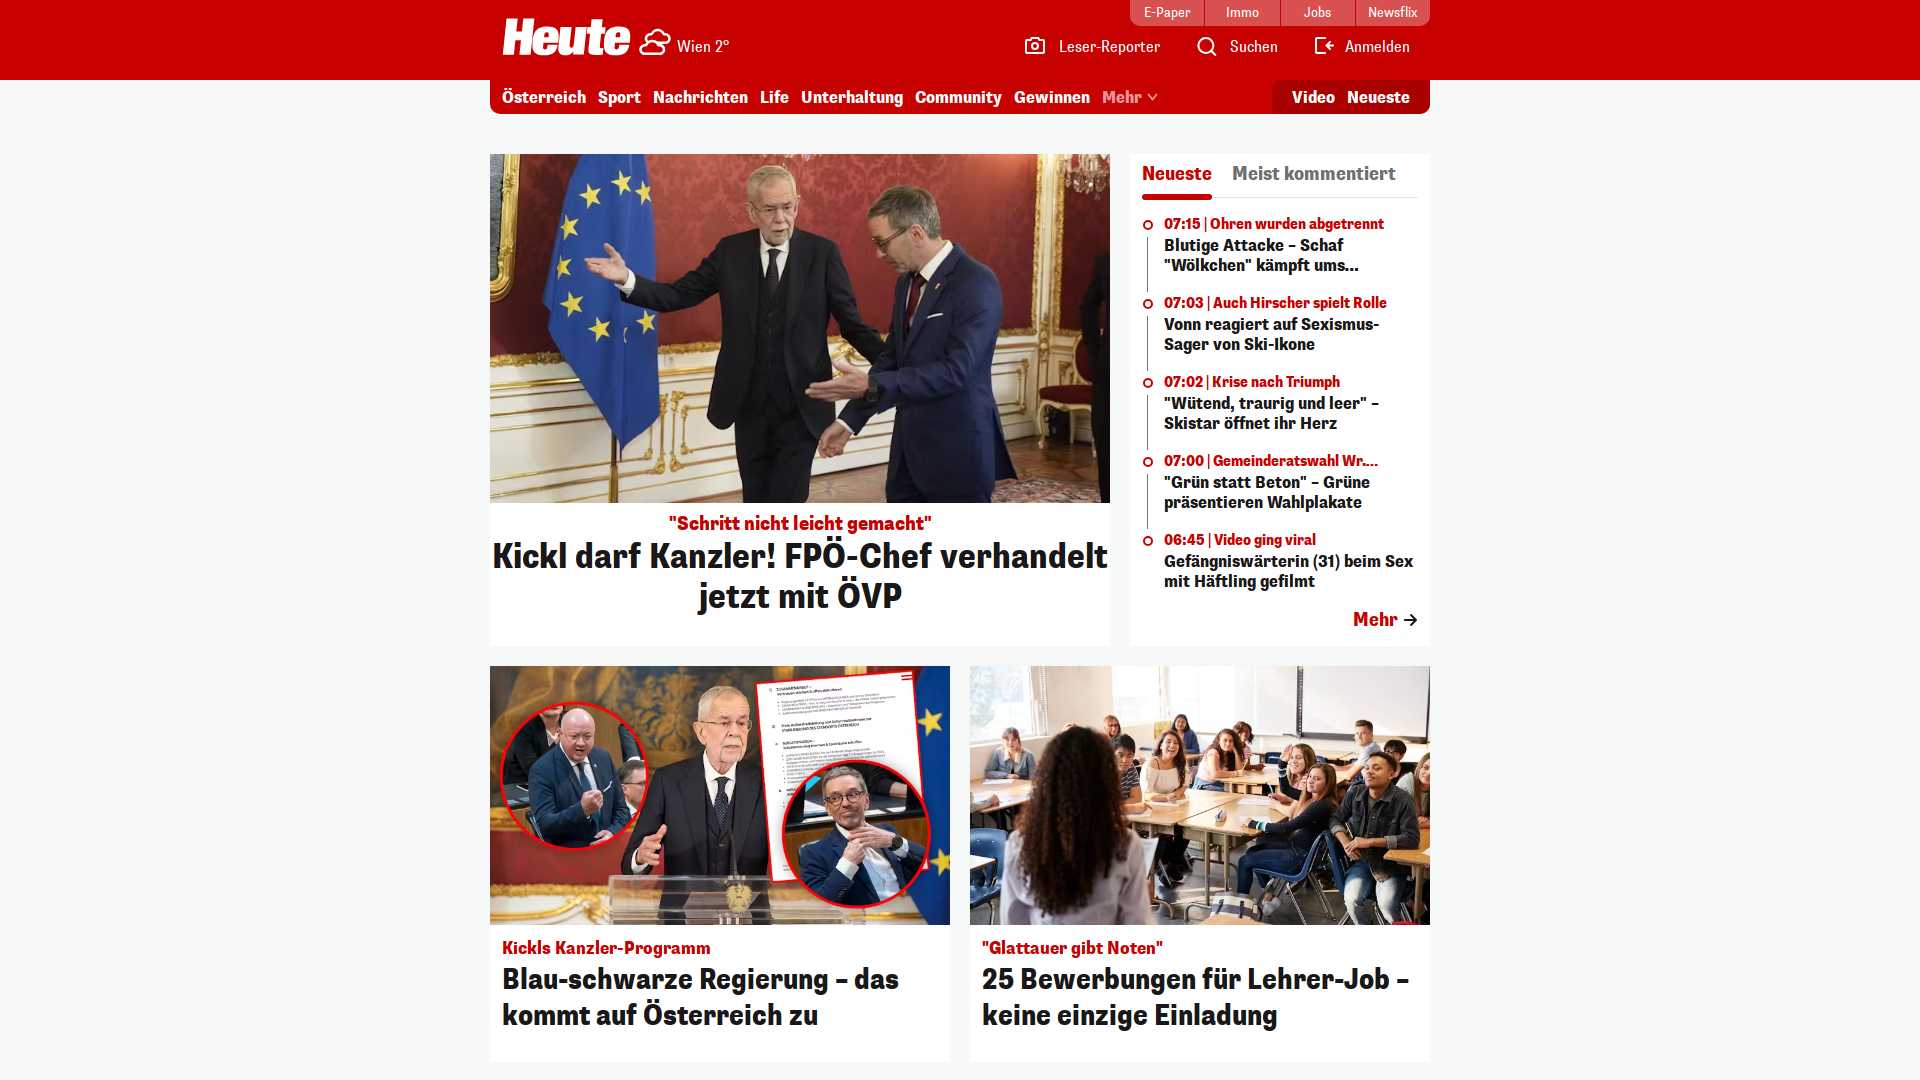 E-Paper
Immo
Jobs
Newsflix
Heute
Wien 2°
Leser-Reporter
Suchen
Anmelden
Österreich
Sport
Nachrichten
Life
Unterhaltung
Community
Gewinnen
Mehr
Video
Neueste
"Schritt nicht leicht gemacht"
Kickl darf Kanzler! FPÖ-Chef verhandelt
jetzt mit ÖVP
Neueste
Meist kommentiert
07:15 | Ohren wurden abgetrennt
Blutige Attacke – Schaf
"Wölkchen" kämpft ums...
07:03 | Auch Hirscher spielt Rolle
Vonn reagiert auf Sexismus-
Sager von Ski-Ikone
07:02 | Krise nach Triumph
"Wütend, traurig und leer" –
Skistar öffnet ihr Herz
07:00 | Gemeinderatswahl Wr....
"Grün statt Beton" – Grüne
präsentieren Wahlplakate
06:45 | Video ging viral
Gefängniswärterin (31) beim Sex
mit Häftling gefilmt
Mehr
Kickls Kanzler-Programm
Blau-schwarze Regierung – das
kommt auf Österreich zu
"Glattauer gibt Noten"
25 Bewerbungen für Lehrer-Job –
keine einzige Einladung